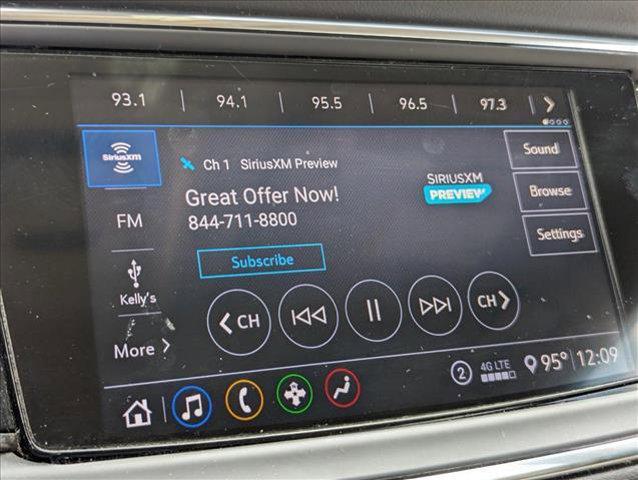 93.1 | 94.1 | 95.5 | 96.5 | 97.3
SiriusXM
Ch 1 SiriusXM Preview
Great Offer Now!
844-711-8800
SIRIUSXM
PREVIEW
Subscribe
Sound
Browse
Settings
FM
Kelly's
More
CH
CH
2
4G LTE
95° | 12:09